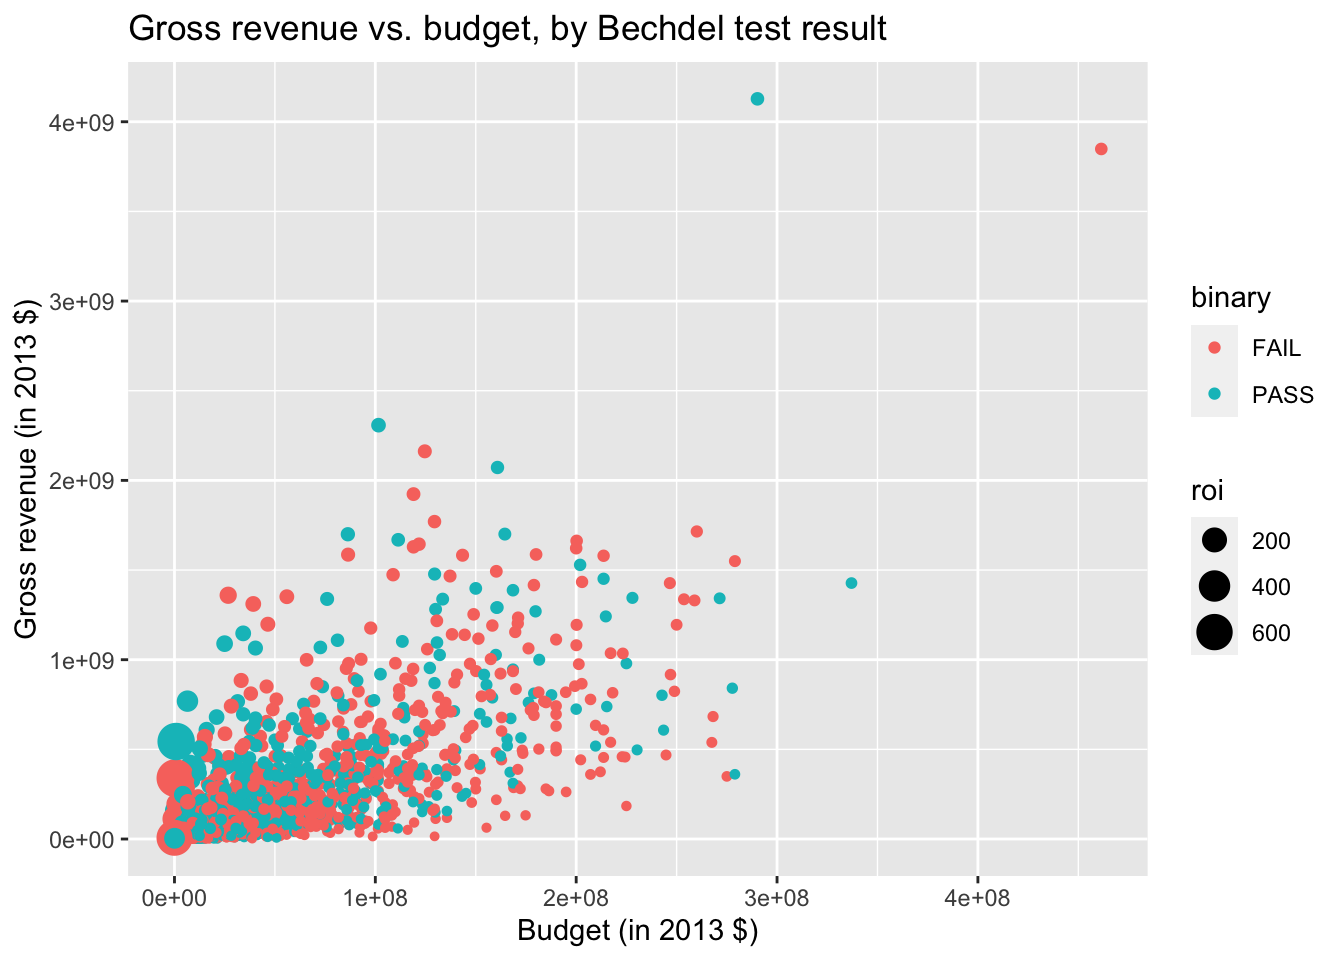 Gross revenue vs. budget, by Bechdel test result
Gross revenue (in 2013 $)
4e+09
3e+09
2e+09
1e+09
0e+00
0e+00 1e+08 2e+08 3e+08 4e+08
Budget (in 2013 $)
binary
FAIL
PASS
roi
200
400
600